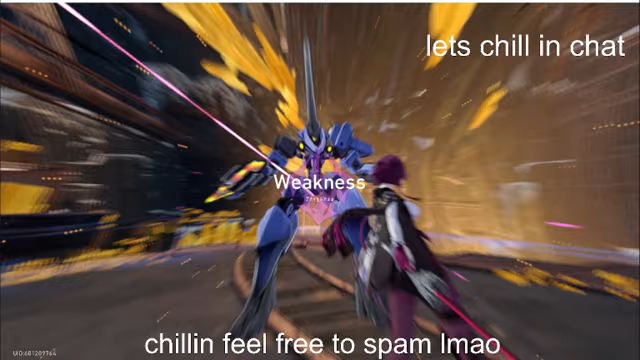 lets chill in chat
Weakness
chillin feel free to spam lmao